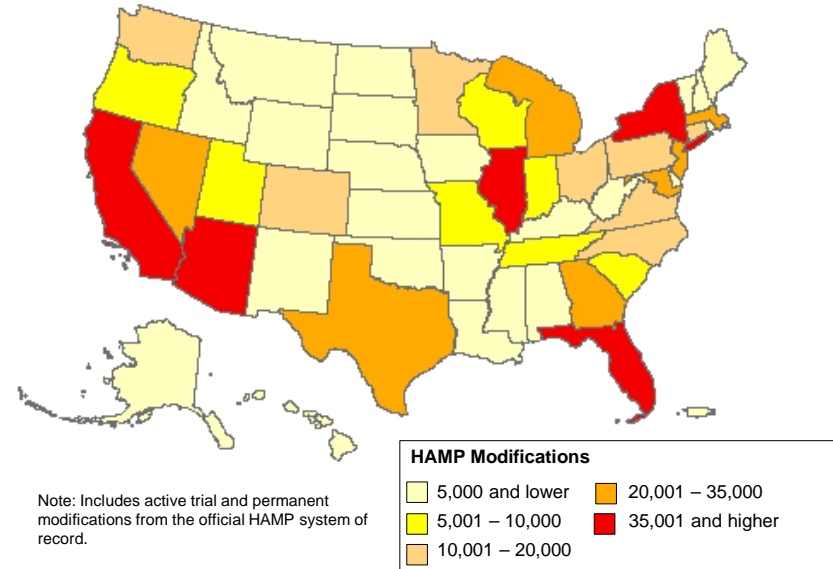 HAMP Modifications
5,000 and lower
20,001 – 35,000
5,001 – 10,000
35,001 and higher
10,001 – 20,000
Note: Includes active trial and permanent
modifications from the official HAMP system of
record.